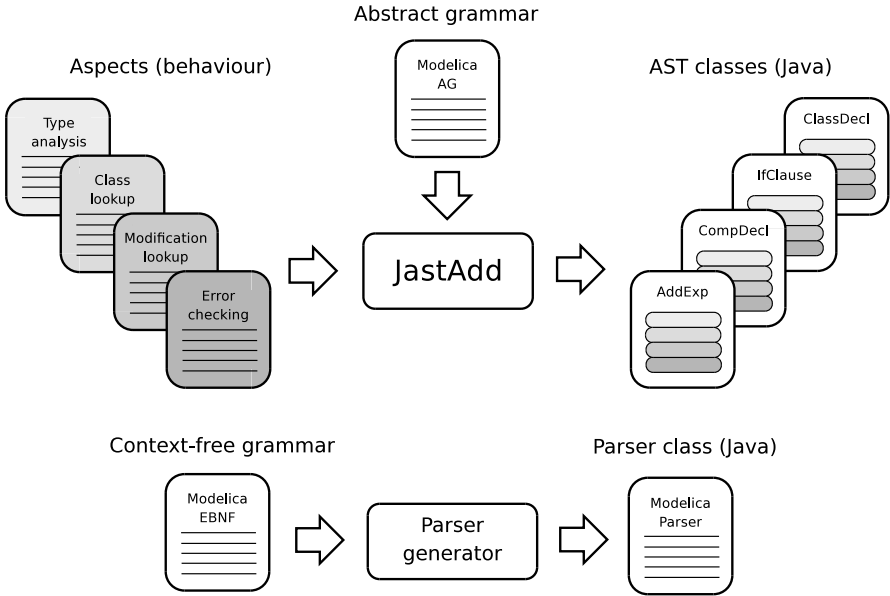 Abstract grammar
Modelica
AG
Aspects (behaviour)
Type
analysis
Class
lookup
Modification
lookup
Error
checking
JastAdd
AST classes (Java)
ClassDecl
IfClause
CompDecl
AddExp
Context-free grammar
Modelica
EBNF
Parser
generator
Parser class (Java)
Modelica
Parser